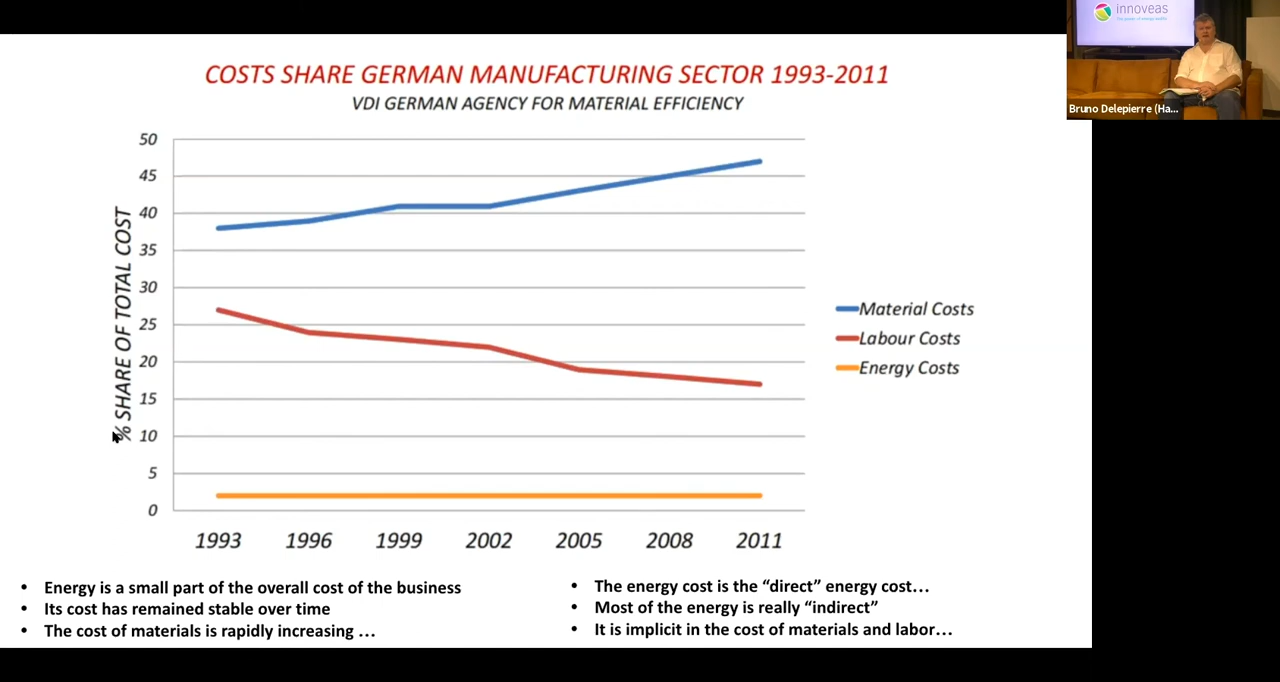 innoveas
Bruno Delepierre (Ha...
COSTS SHARE GERMAN MANUFACTURING SECTOR 1993-2011
VDI GERMAN AGENCY FOR MATERIAL EFFICIENCY
% SHARE OF TOTAL COST
50
45
40
35
30
25
20
15
10
5
0
1993 1996 1999 2002 2005 2008 2011
Material Costs
Labour Costs
Energy Costs
• Energy is a small part of the overall cost of the business
• Its cost has remained stable over time
• The cost of materials is rapidly increasing …
• The energy cost is the “direct” energy cost…
• Most of the energy is really “indirect”
• It is implicit in the cost of materials and labor…